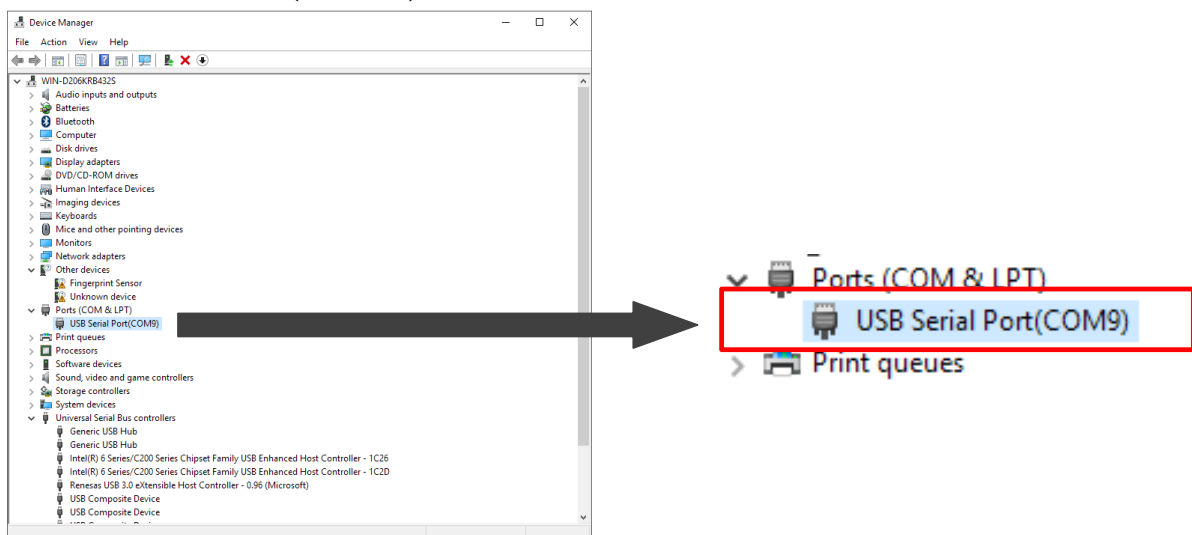 Device Manager
File Action View Help
WIN-D206KRB432S
Audio inputs and outputs
Batteries
Bluetooth
Computer
Disk drives
Display adapters
DVD/CD-ROM drives
Human Interface Devices
Imaging devices
Keyboards
Mice and other pointing devices
Monitors
Network adapters
Other devices
Fingerprint Sensor
Unknown device
Ports (COM & LPT)
USB Serial Port(COM9)
Print queues
Processors
Software devices
Sound, video and game controllers
Storage controllers
System devices
Universal Serial Bus controllers
Generic USB Hub
Generic USB Hub
Intel(R) 6 Series/C200 Series Chipset Family USB Enhanced Host Controller - 1C26
Intel(R) 6 Series/C200 Series Chipset Family USB Enhanced Host Controller - 1C2D
Renesas USB 3.0 eXtensible Host Controller - 0.96 (Microsoft)
USB Composite Device
USB Composite Device
Ports (COM & LPT)
USB Serial Port(COM9)
Print queues